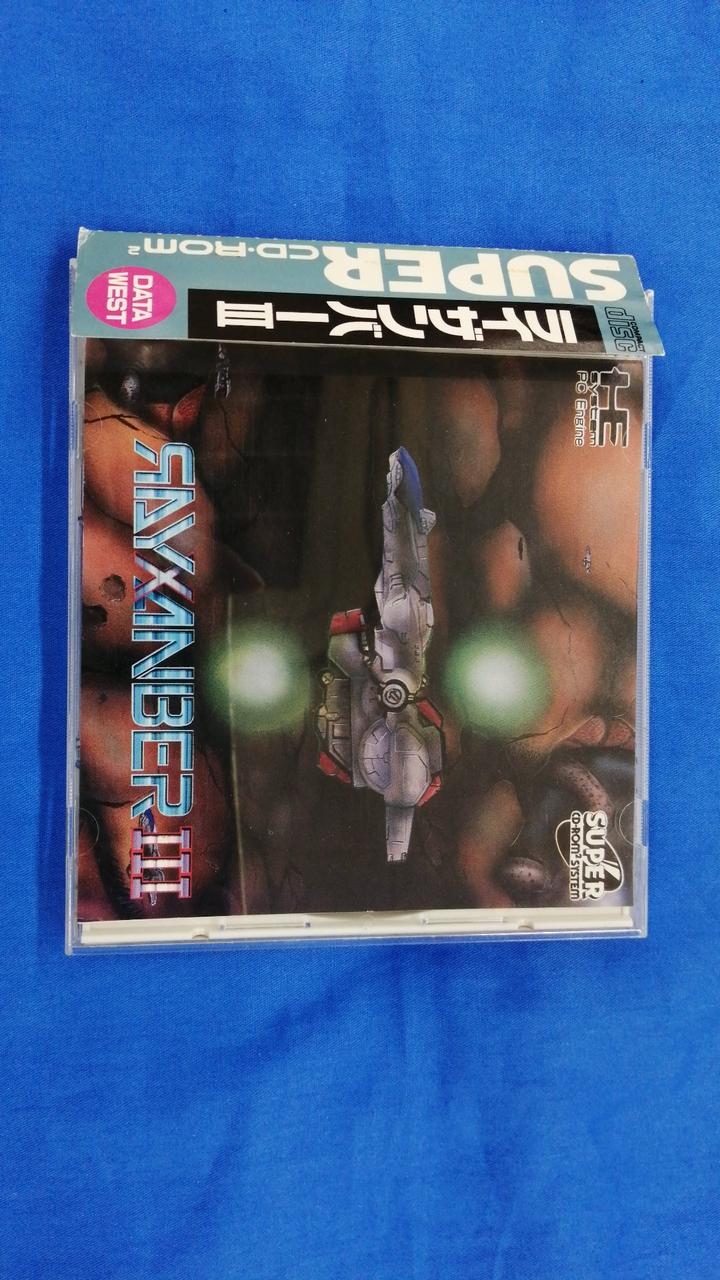 SUPER CD-ROM²
ライザンバーIII
DATA
WEST
COMPACT
disc
HE
SYSTEM
PC Engine
RAYXANBER III
SUPER
CD-ROM² SYSTEM